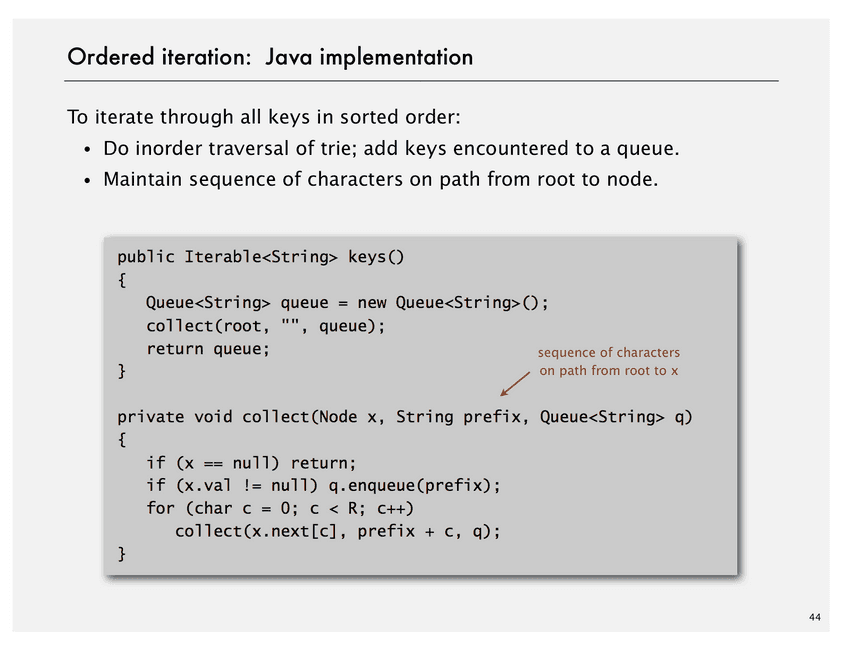 Ordered iteration: Java implementation
To iterate through all keys in sorted order:
• Do inorder traversal of trie; add keys encountered to a queue.
• Maintain sequence of characters on path from root to node.
public Iterable<String> keys()
{
Queue<String> queue = new Queue<String>();
collect(root, "", queue);
return queue;
}
sequence of characters
on path from root to x
private void collect(Node x, String prefix, Queue<String> q)
{
if (x == null) return;
if (x.val != null) q.enqueue(prefix);
for (char c = 0; c < R; c++)
collect(x.next[c], prefix + c, q);
}
44